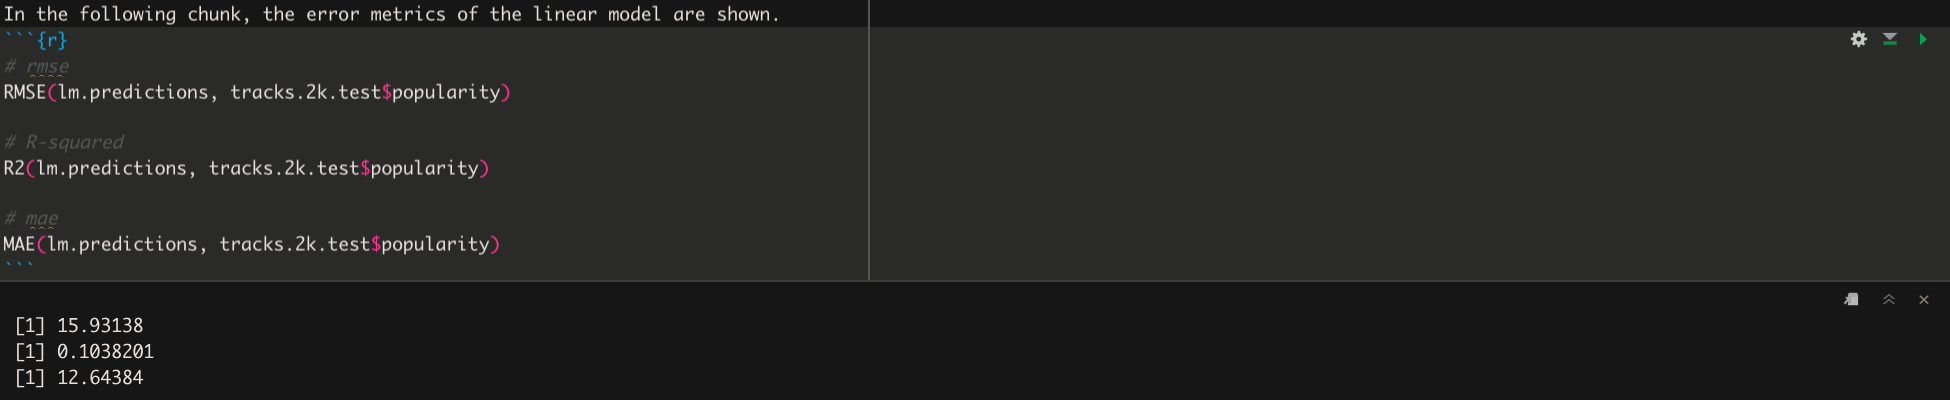 In the following chunk, the error metrics of the linear model are shown.
```{r}
# rmse
RMSE(lm.predictions, tracks.2k.test$popularity)
# R-squared
R2(lm.predictions, tracks.2k.test$popularity)
# mae
MAE(lm.predictions, tracks.2k.test$popularity)
```
[1] 15.93138
[1] 0.1038201
[1] 12.64384